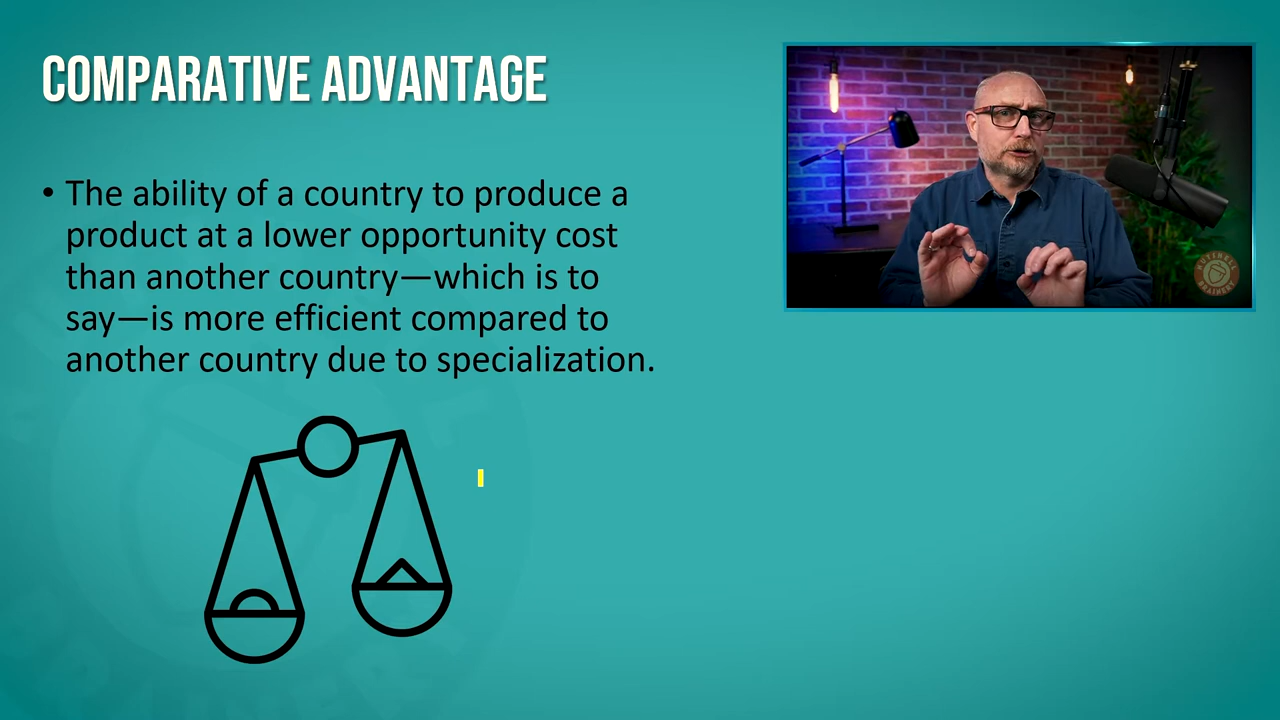 COMPARATIVE ADVANTAGE
• The ability of a country to produce a
product at a lower opportunity cost
than another country—which is to
say—is more efficient compared to
another country due to specialization.